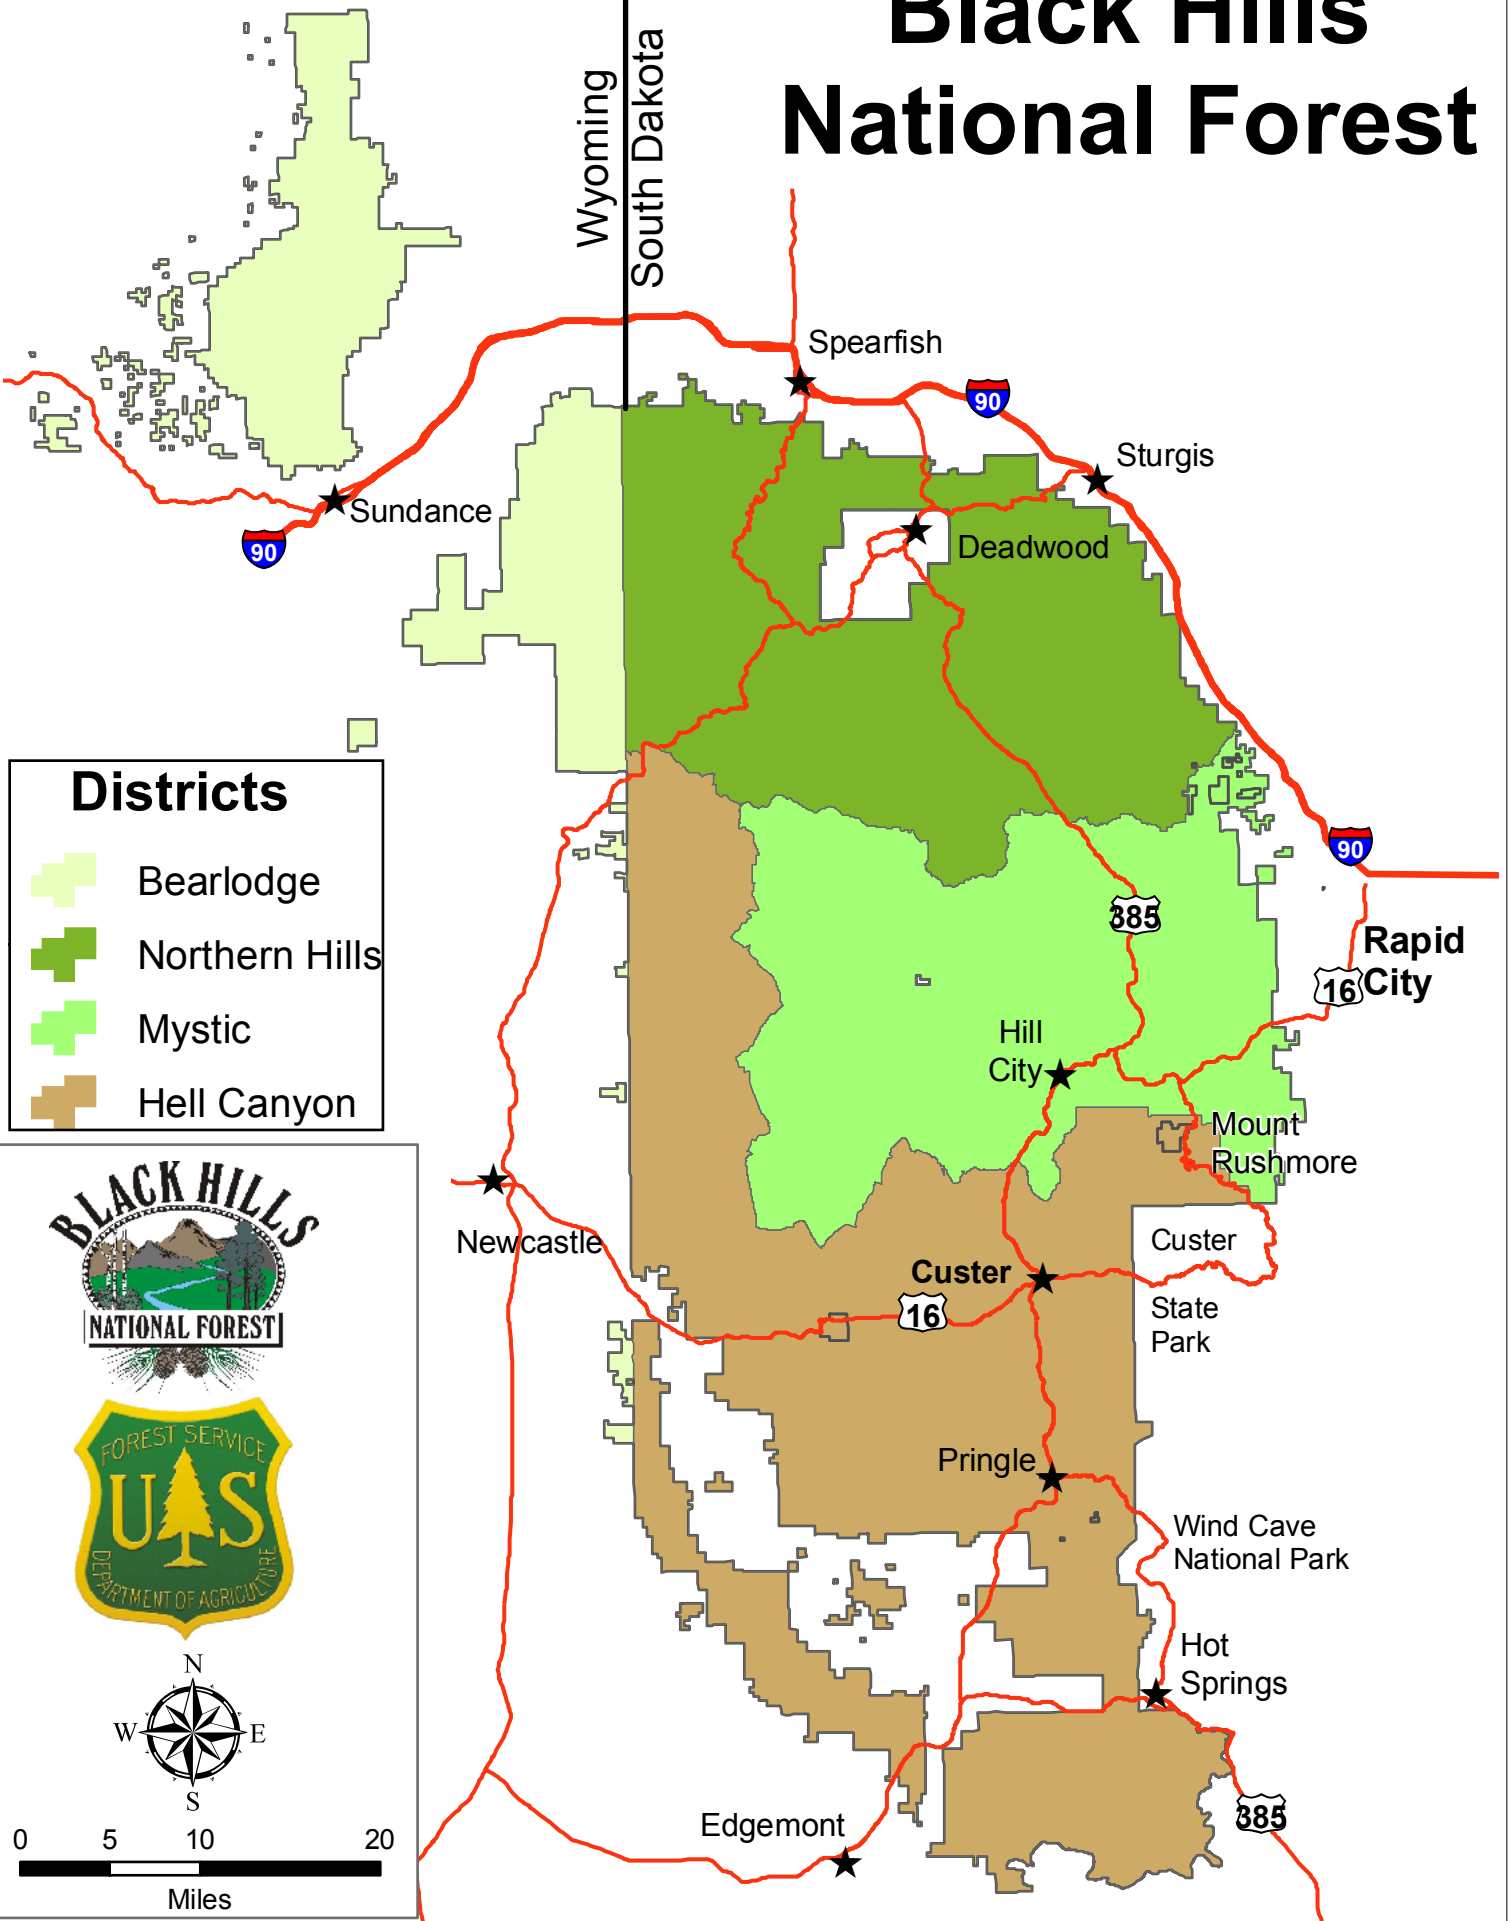 Black Hills
National Forest
Wyoming
South Dakota
Spearfish
90
Sturgis
Sundance
90
Deadwood
Districts
Bearlodge
Northern Hills
Mystic
Hell Canyon
90
385
Rapid
City
16
Hill
City
Mount
Rushmore
Newcastle
Custer
Custer
State
Park
16
Pringle
Wind Cave
National Park
Hot
Springs
385
Edgemont
BLACK HILLS
NATIONAL FOREST
FOREST SERVICE
U S
DEPARTMENT OF AGRICULTURE
N
W E
S
0 5 10 20
Miles